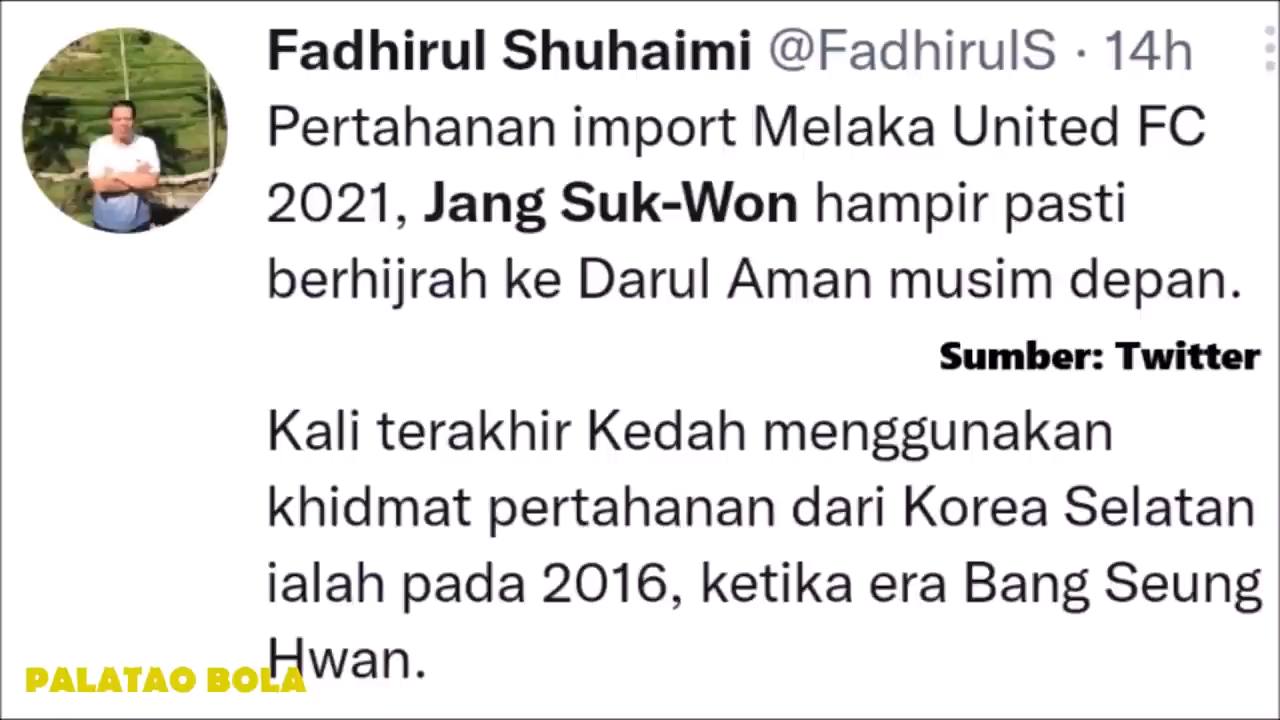 Fadhirul Shuhaimi @FadhirulS · 14h
Pertahanan import Melaka United FC
2021, Jang Suk-Won hampir pasti
berhijrah ke Darul Aman musim depan.
Sumber: Twitter
Kali terakhir Kedah menggunakan
khidmat pertahanan dari Korea Selatan
ialah pada 2016, ketika era Bang Seung
Hwan.
PALATAO BOLA